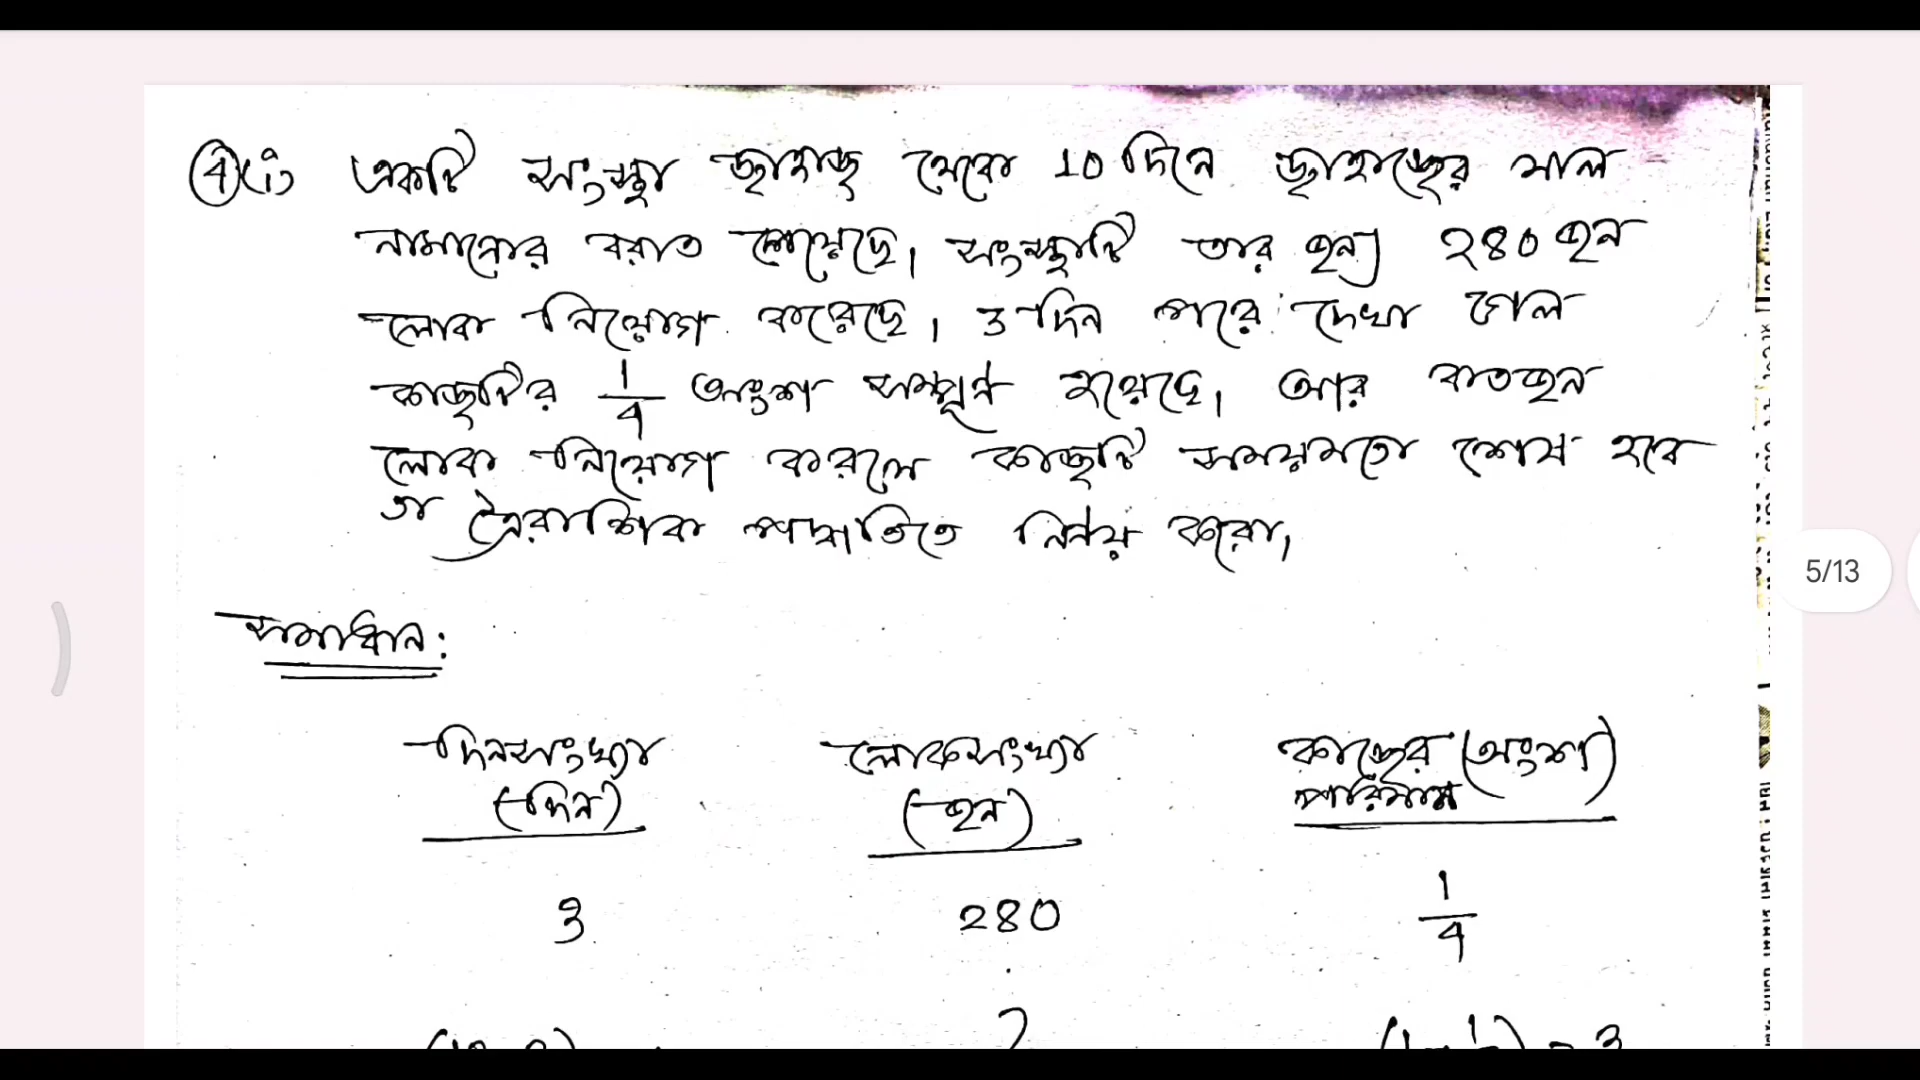 ④(i) একটি সংস্থা জাহাজ থেকে 10 দিনে জাহাজের মাল
নামানোর বরাত পেয়েছে। সংস্থাটি তার জন্য 280 জন
লোক নিয়োগ করেছে। 3 দিন পরে দেখা গেল
কাজটির 1/4 অংশ সম্পূর্ণ হয়েছে। আর কতজন
লোক নিয়োগ করলে কাজটি সময়মতো শেষ হবে
তা ত্রৈরাশিক পদ্ধতিতে নির্ণয় করো।
5/13
সমাধান:
দিনসংখ্যা লোকসংখ্যা কাজের (অংশ)
(দিন) (জন) পরিমাণ
3 280 1/4
?